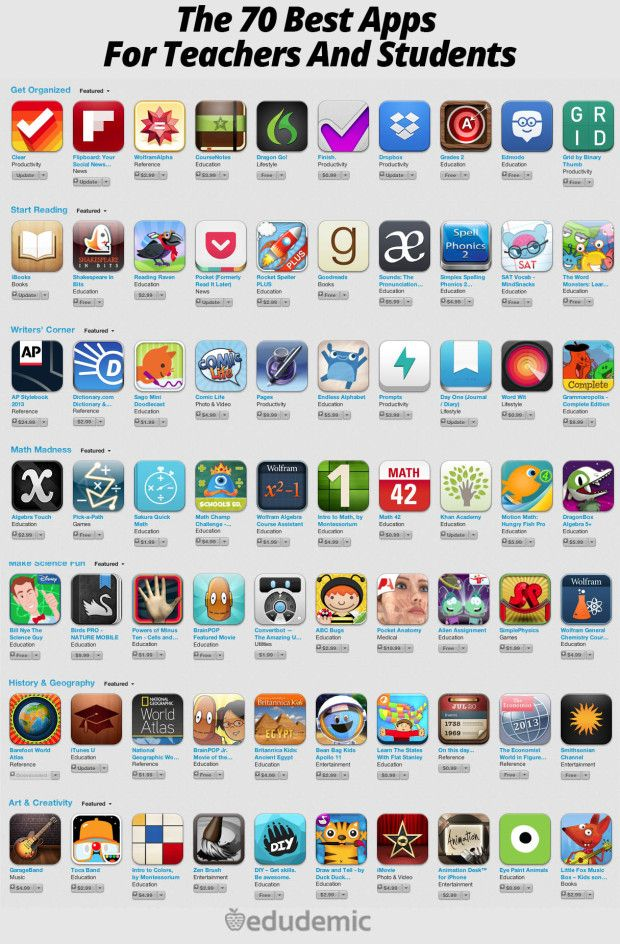 The 70 Best Apps
For Teachers And Students
Get Organized Featured
Clear
Productivity
Update
Flipboard: Your
Social News...
News
Update
WolframAlpha
Reference
$2.99
CourseNotes
Education
$3.99
Dragon Go!
Lifestyle
Free
Finish.
Productivity
$0.99
Dropbox
Productivity
Update
A+
Grades 2
Education
Free
Edmodo
Education
Free
GR
ID
Grid by Binary
Thumb
Productivity
Free
Start Reading Featured
iBooks
Books
Update
SHAKESPEARE
IN BITS
Shakespeare in
Bits
Education
Free
Reading Raven
Education
$2.99
Pocket (Formerly
Read It Later)
News
Update
PLUS
Rocket Speller
PLUS
Education
$2.99
g
Goodreads
Books
Free
æ
Sounds: The
Pronunciation...
Education
$5.99
Spell
Phonics
2
Simplex Spelling
Phonics 2...
Education
$4.99
SAT
SAT Vocab -
MindSnacks
Education
Free
The Word
Monsters: Lear...
Education
Free
Writers' Corner Featured
AP
AP Stylebook
2013
Reference
$24.99
Dictionary.com
Dictionary &...
Reference
$2.99
Sago Mini
Doodlecast
Education
$1.99
COMIC
Life
Comic Life
Photo & Video
$4.99
Pages
Productivity
$9.99
Endless Alphabet
Education
$5.99
Prompts
Productivity
$2.99
Day One (Journal
/ Diary)
Lifestyle
Update
Word Wit
Lifestyle
$0.99
Complete
Grammaropolis -
Complete Edition
Education
Math Madness Featured
x
Algebra Touch
Education
$2.99
Pick-a-Path
Games
Free
Sakura Quick
Math
Education
$1.99
SCHOOLS ED.
Math Champ
Challenge -...
Education
$4.99
Wolfram
x²-1
Wolfram Algebra
Course Assistant
Education
$1.99
1
Intro to Math, by
Montessorium
Education
$4.99
MATH
42
Math 42
Education
$0.99
Khan Academy
Education
Update
4
Motion Math:
Hungry Fish Pro
Education
$5.99
DragonBox
Algebra 5+
Education
$5.99
Make Science Fun Featured
Disney
Bill Nye The
Science Guy
Education
Free
Birds PRO -
NATURE MOBILE
Education
$9.99
Powers of Minus
Ten - Cells and...
Education
$1.99
BrainPOP
Featured Movie
Education
Convertbot —
The Amazing U...
Utilities
$1.99
ABC Bugs
Education
$2.99
Pocket Anatomy
Medical
$10.99
Alien Assignment
Education
Free
SimplePhysics
Games
$1.99
Wolfram
Wolfram General
Chemistry Cour...
Education
$4.99
History & Geography Featured
Barefoot World
Atlas
Reference
iTunes U
Education
Update
NATIONAL
GEOGRAPHIC
World
Atlas
National
Geographic Wo...
Reference
$1.99
BrainPOP Jr.
Movie of the...
Education
Free
Britannica Kids
EGYPT
Britannica Kids:
Ancient Egypt
Education
$4.99
Bean Bag Kids
Apollo 11
Entertainment
Learn The States
With Flat Stanley
Education
$0.99
JUL 20
Events
1738
1969
On this day...
Reference
$0.99
The
Economist
2013
The Economist
World in Figure...
Reference
Free
Smithsonian
Channel
Entertainment
Free
Art & Creativity Featured
GarageBand
Music
$4.99
Toca Band
Education
$2.99
Intro to Colors,
by Montessorium
Education
$4.99
Zen Brush
Entertainment
$2.99
DIY
DIY – Get skills.
Be awesome.
Education
Free
Draw and Tell - by
Duck Duck...
Education
iMovie
Photo & Video
$4.99
Animation
Animation Desk™
for iPhone
Entertainment
$2.99
Eye Paint Animals
Education
Free
Little Fox Music
Box – Kids son...
Books
$2.99
edudemic